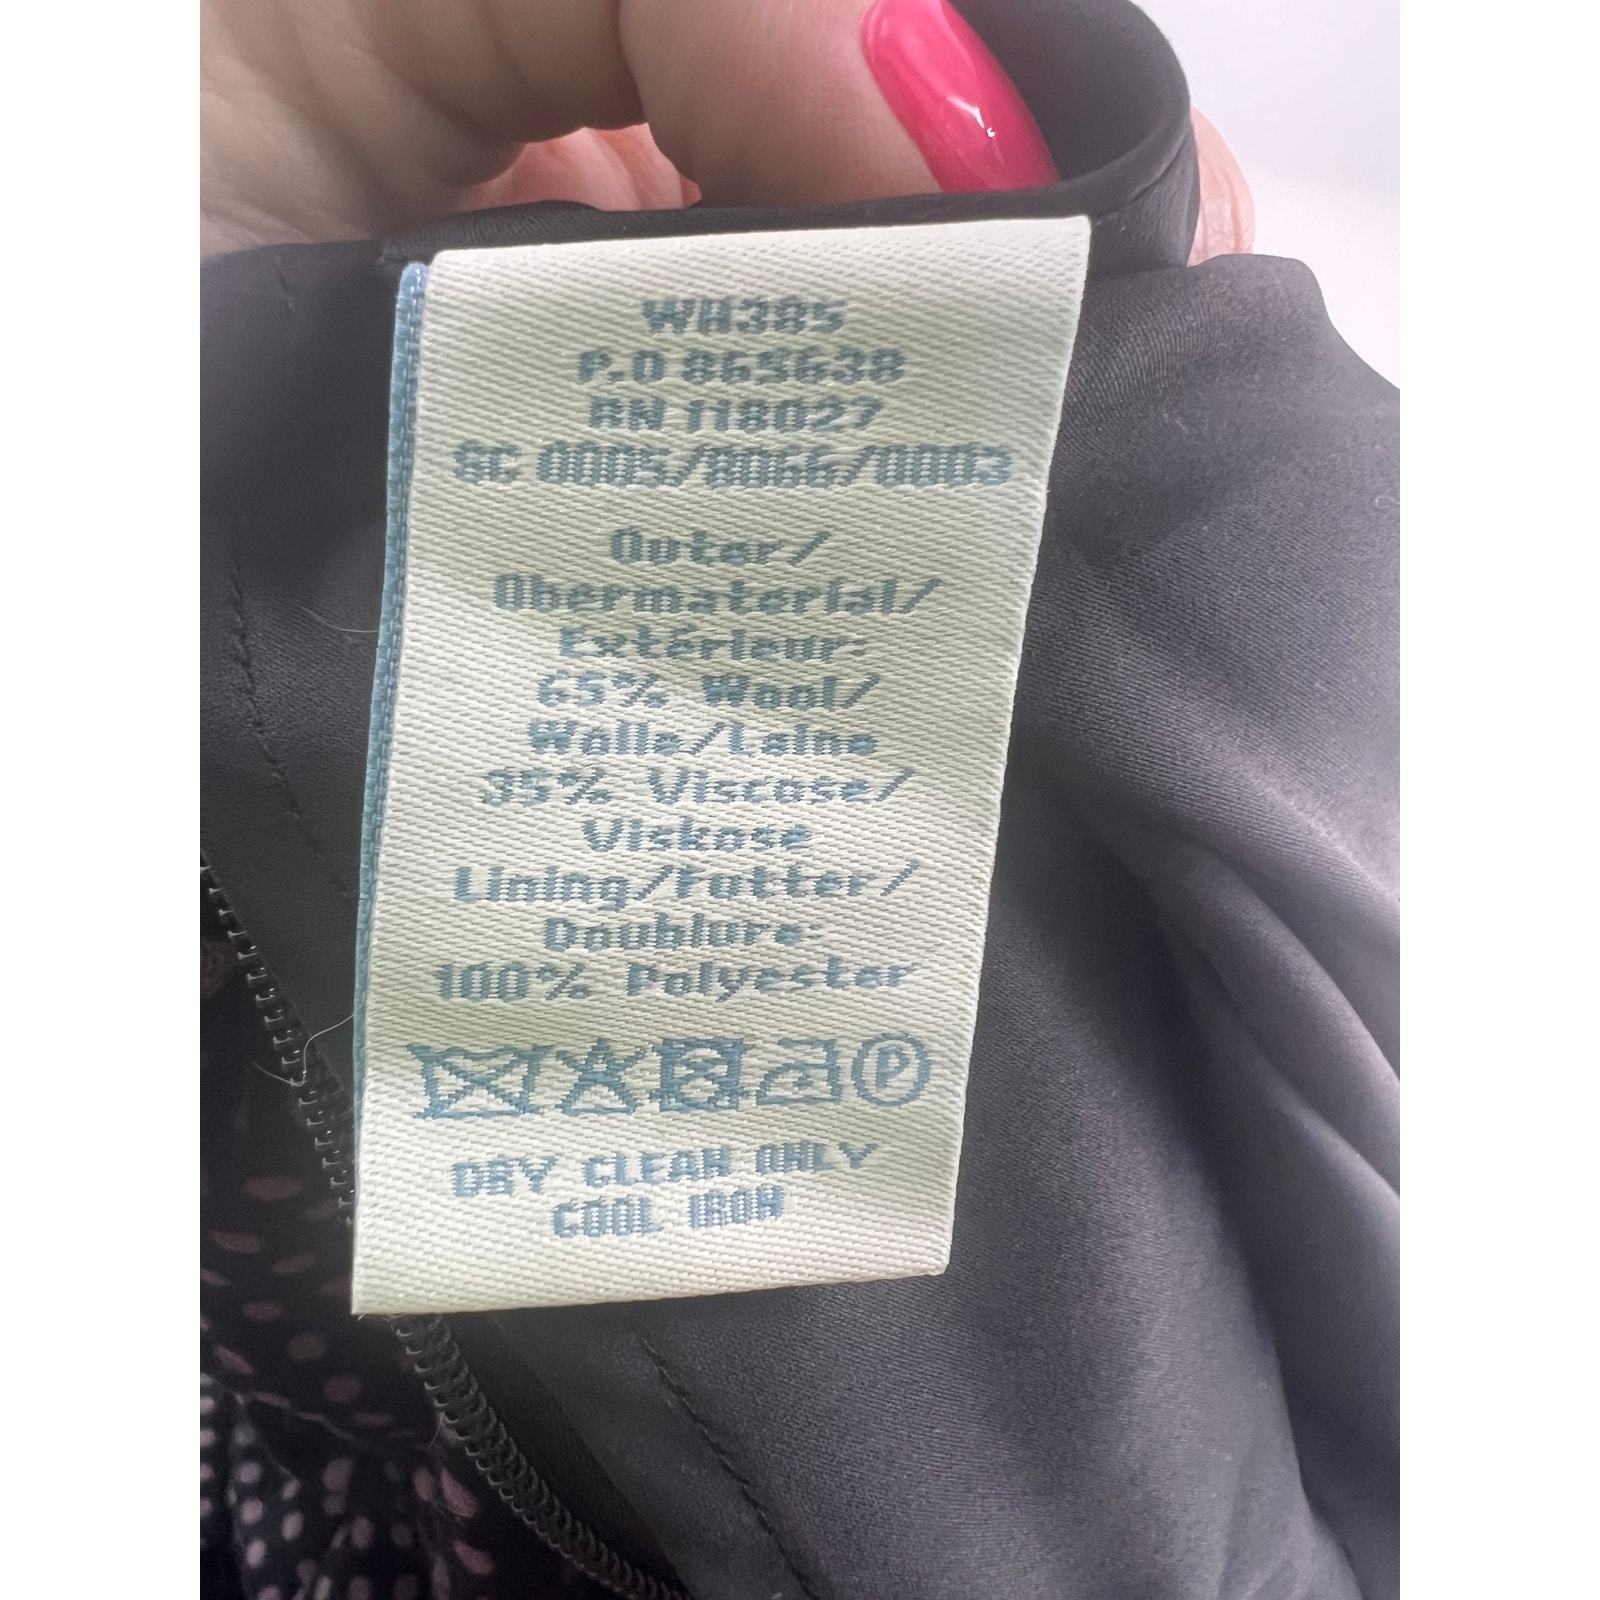 WH385
P.O 865638
RN 118027
SC 0005/8066/0003
Outer/
Obermaterial/
Extérieur:
65% Wool/
Wolle/Laine
35% Viscose/
Viskose
Lining/Futter/
Doublure:
100% Polyester
P
DRY CLEAN ONLY
COOL IRON